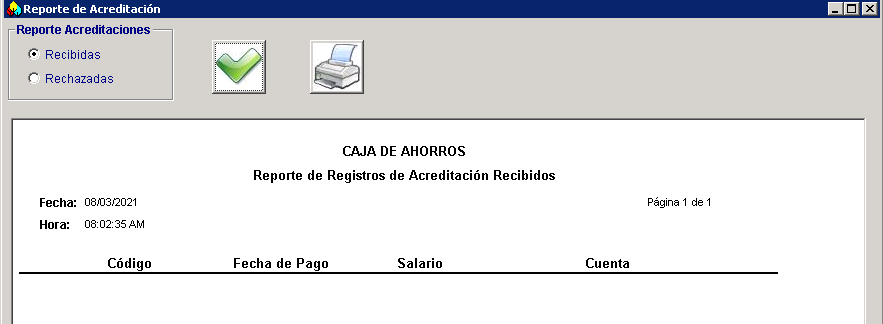 Reporte de Acreditación
Reporte Acreditaciones
Recibidas
Rechazadas
CAJA DE AHORROS
Reporte de Registros de Acreditación Recibidos
Fecha: 08/03/2021 Página 1 de 1
Hora: 08:02:35 AM
Código Fecha de Pago Salario Cuenta